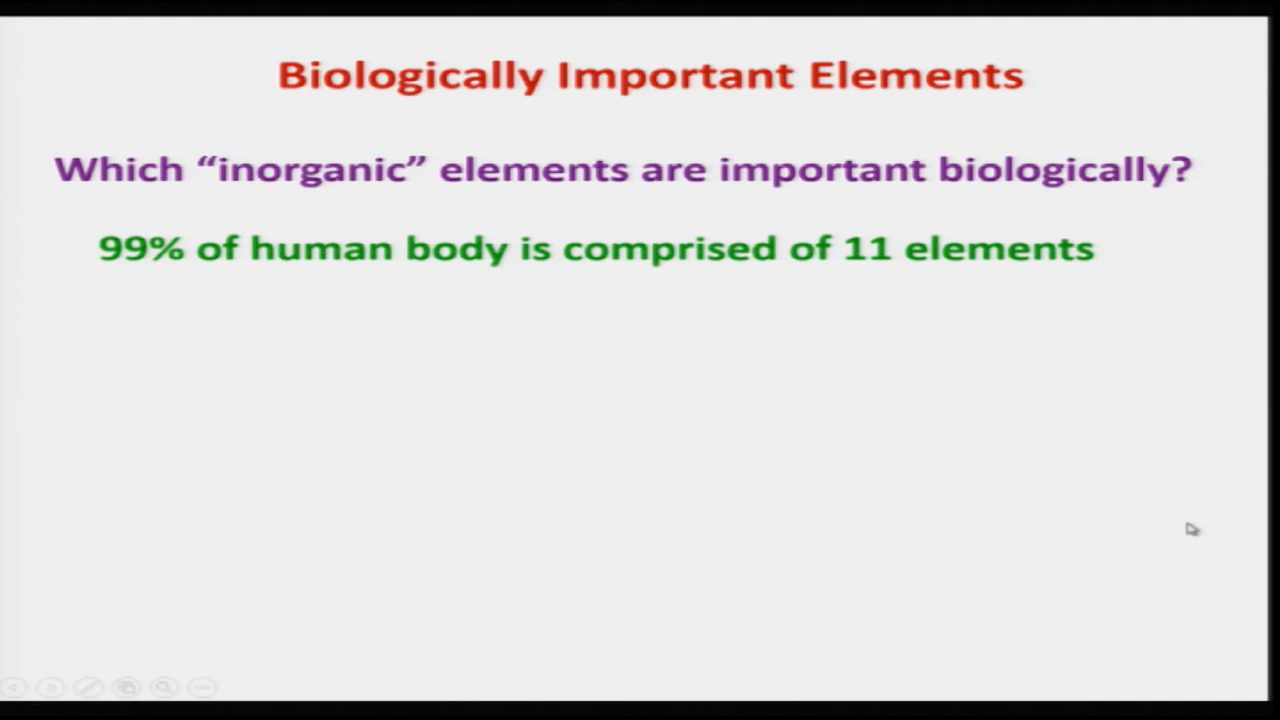 Biologically Important Elements
Which “inorganic” elements are important biologically?
99% of human body is comprised of 11 elements